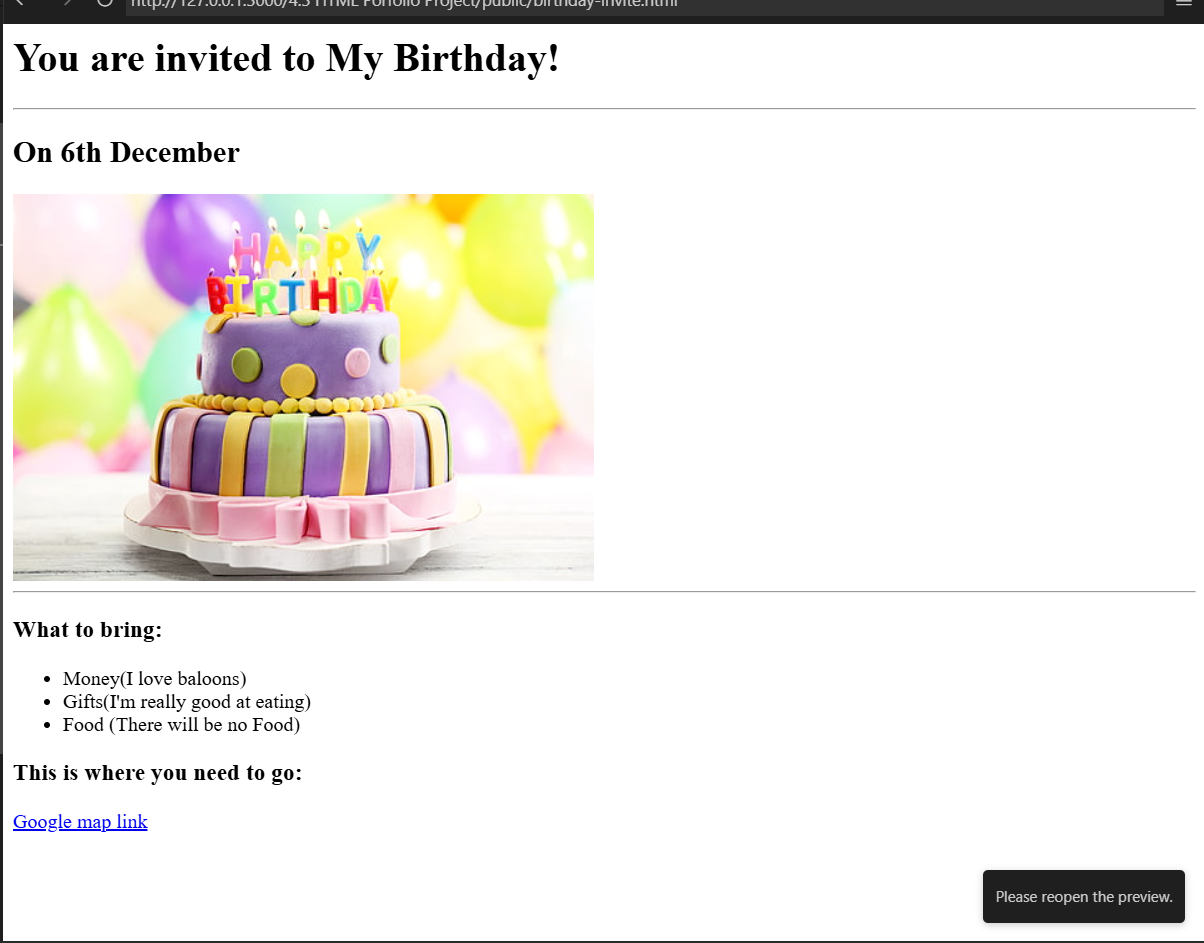 http://127.0.0.1:3000/4.3 HTML Porfolio Project/public/birthday-invite.html
You are invited to My Birthday!
On 6th December
HAPPY
BIRTHDAY
What to bring:
Money(I love baloons)
Gifts(I'm really good at eating)
Food (There will be no Food)
This is where you need to go:
Google map link
Please reopen the preview.